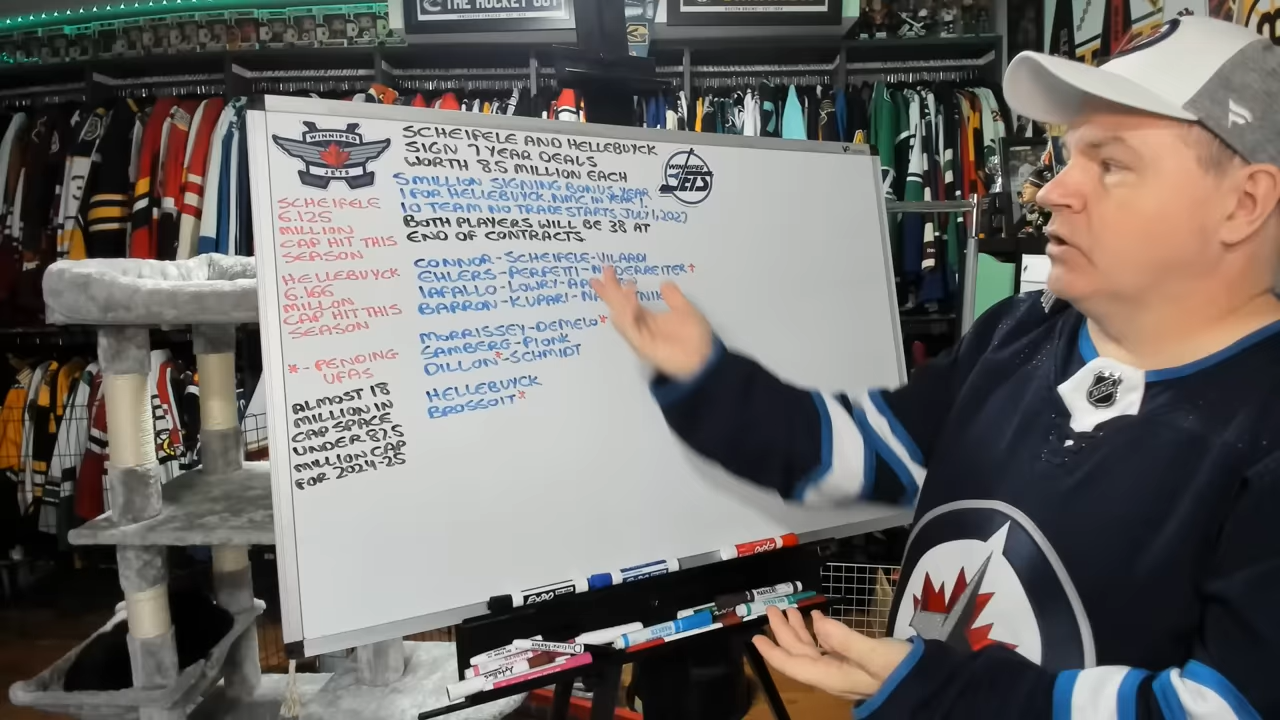 THE HOCKEY GUY
WINNIPEG
JETS
SCHEIFELE AND HELLEBUYCK
SIGN 7 YEAR DEALS
WORTH 8.5 MILLION EACH
WINNIPEG
JETS
5 MILLION SIGNING BONUS YEAR
1 FOR HELLEBUYCK. NMC IN YEAR 1
10 TEAM NO TRADE STARTS JULY 1, 2027
BOTH PLAYERS WILL BE 38 AT
END OF CONTRACTS.
SCHEIFELE
6.125
MILLION
CAP HIT THIS
SEASON
HELLEBUYCK
6.166
MILLON
CAP HIT THIS
SEASON
*- PENDING
UFAS
ALMOST 18
MILLION IN
CAP SPACE
UNDER 87.5
MILLION CAP
FOR 2024-25
CONNOR-SCHEIFELE-VILARDI
EHLERS-PERFETTI-*
IAFALLO-LOWRY-
BARRON-KUPARI-
MORRISSEY-DEMELO*
SAMBERG-PIONK
DILLON*-SCHMIDT
HELLEBUYCK
BROSSOIT*
NHL
EXPO
EXPO